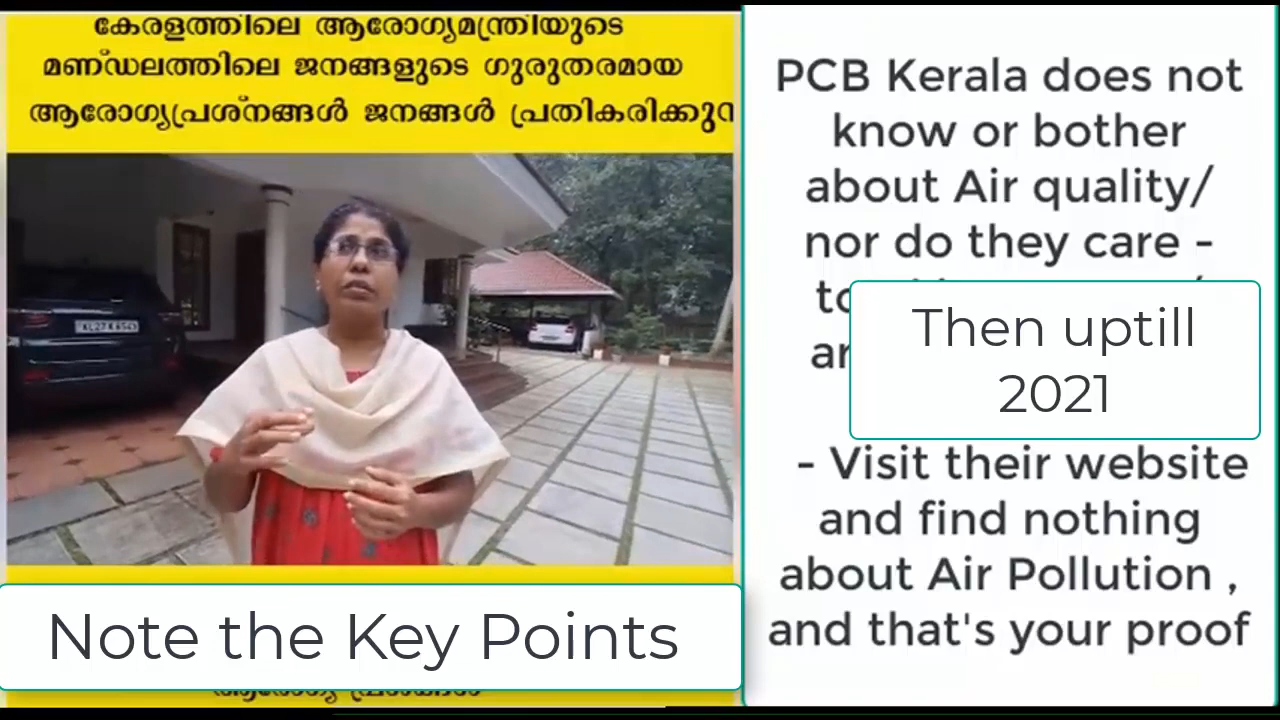 കേരളത്തിലെ ആരോഗ്യമന്ത്രിയുടെ
മണ്ഡലത്തിലെ ജനങ്ങളുടെ ഗുരുതരമായ
ആരോഗ്യപ്രശ്നങ്ങൾ ജനങ്ങൾ
Note the Key Points
PCB Kerala does not
know or bother
about Air quality/
nor do they care -
Then uptill
2021
- Visit their website
and find nothing
about Air Pollution ,
and that's your proof